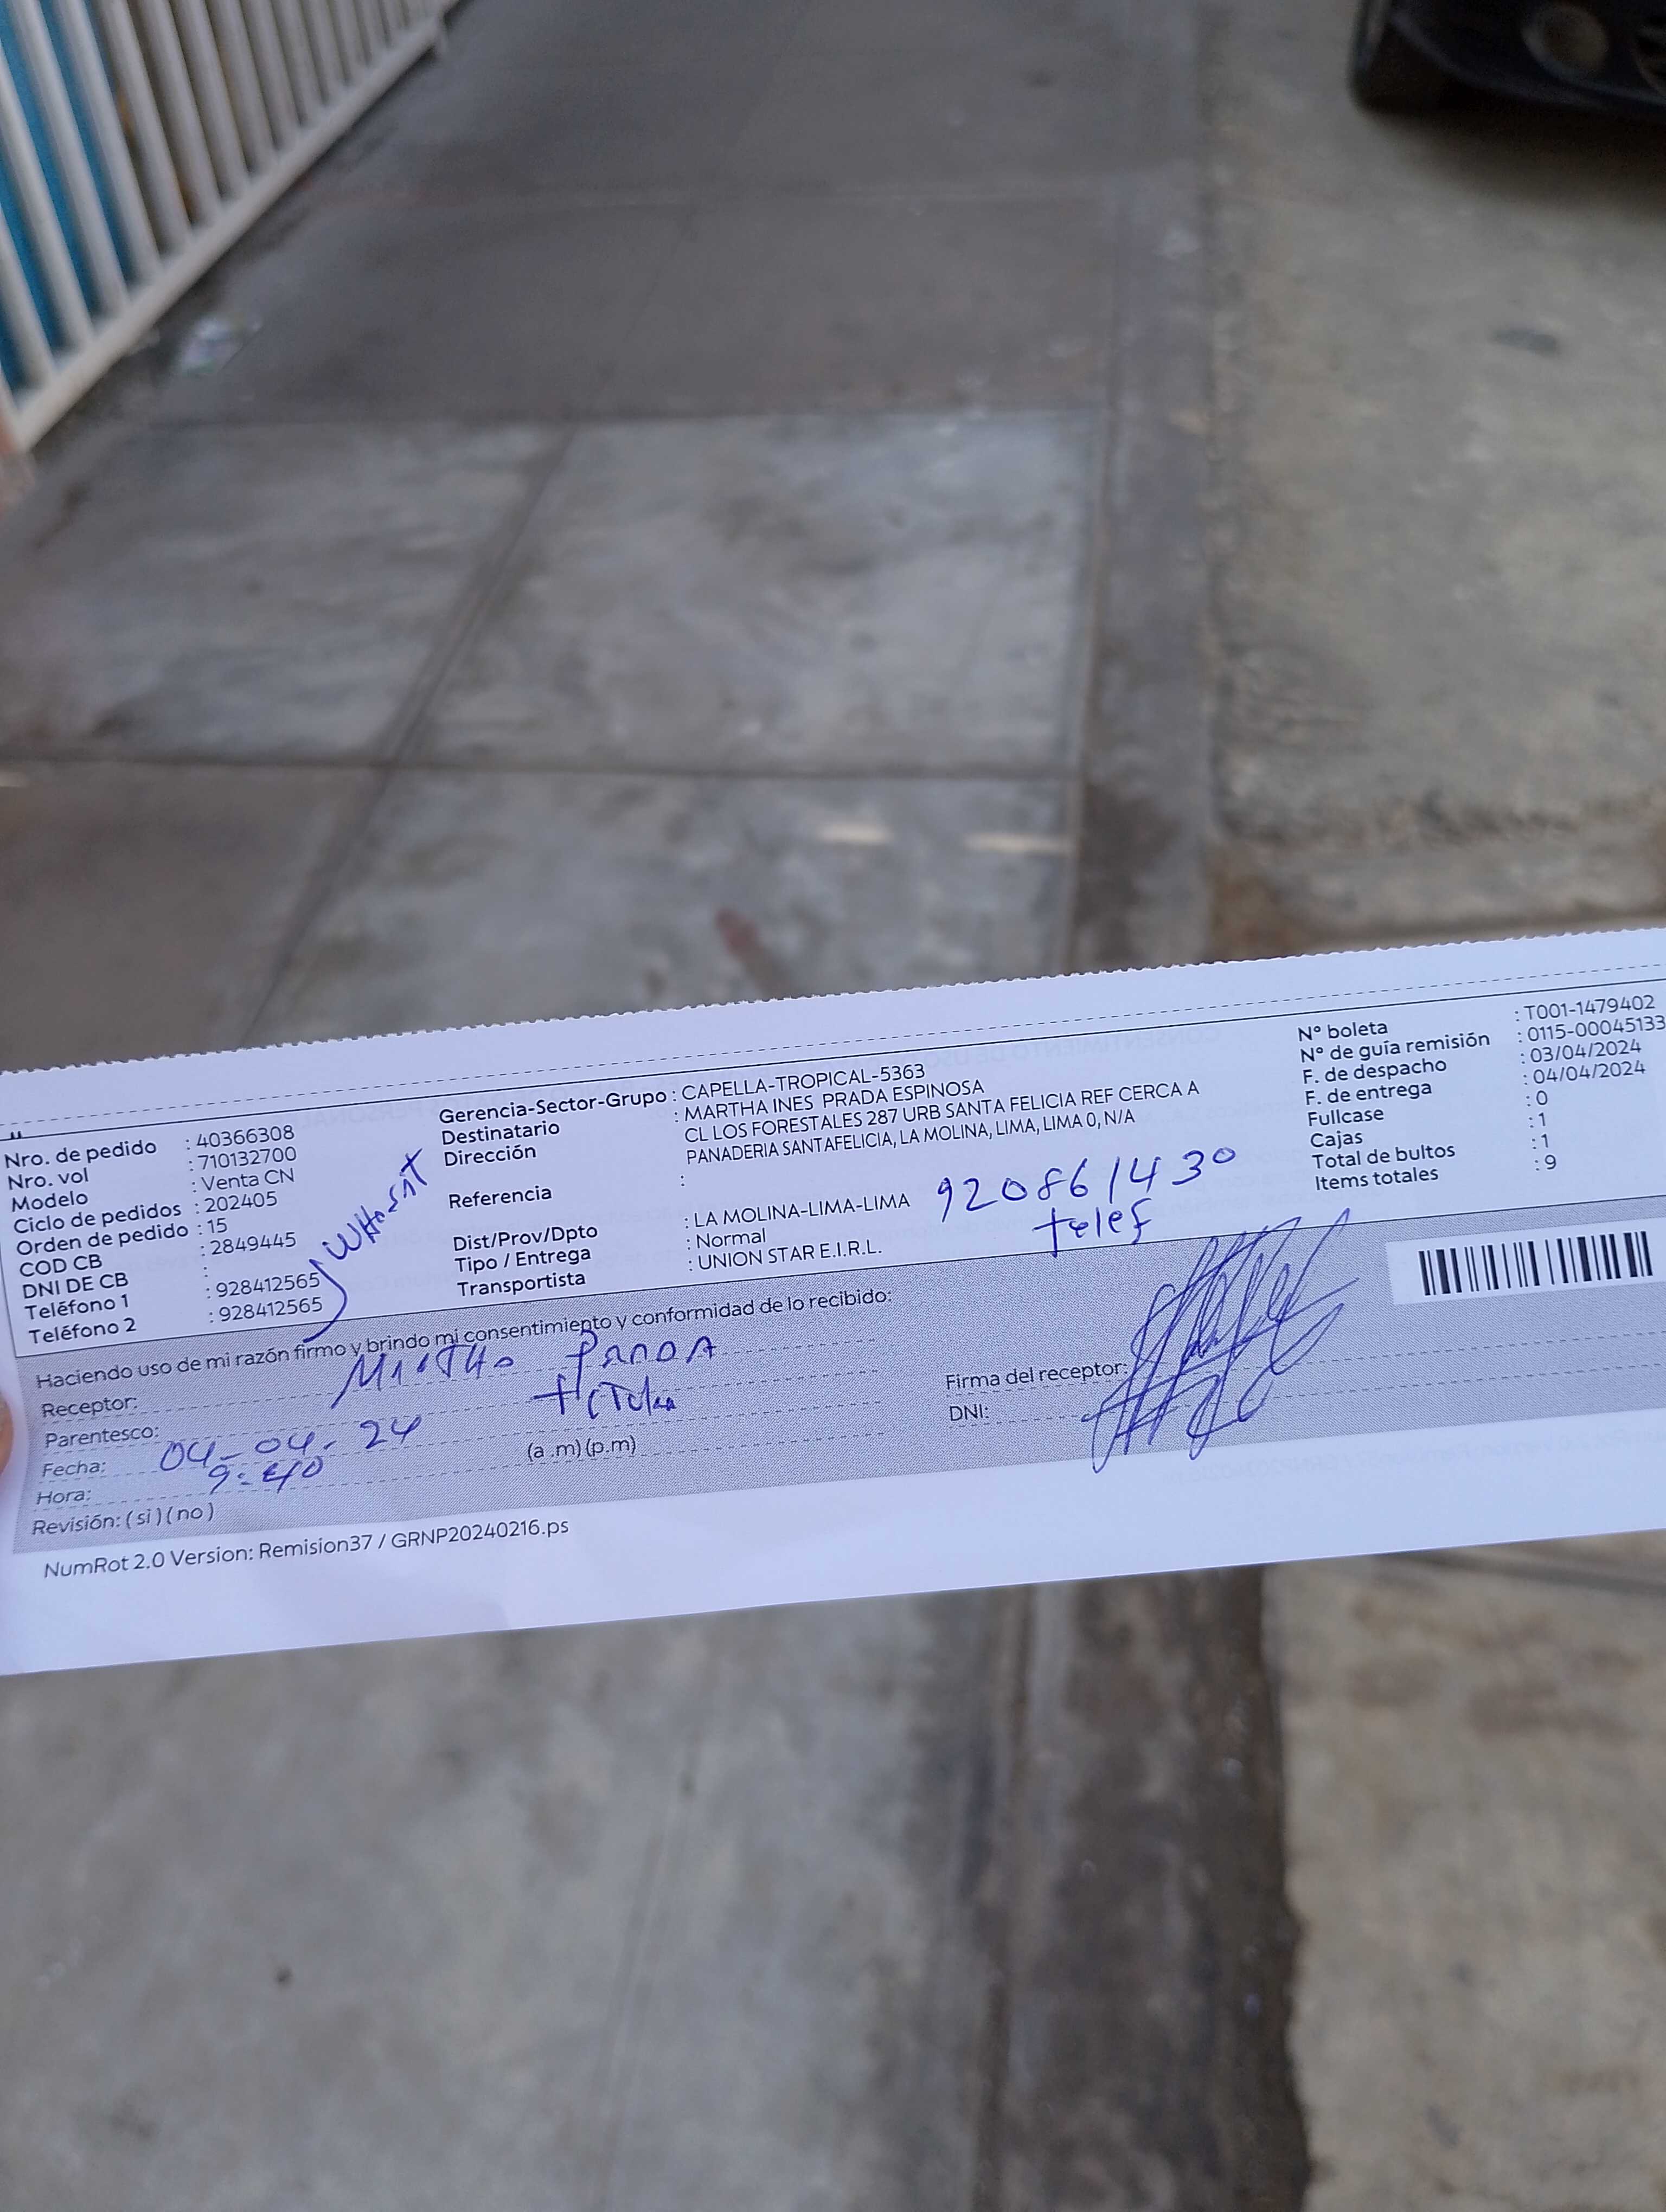 Nro. de pedido : 40366308
Nro. vol : 710132700
Modelo : Venta CN
Ciclo de pedidos : 202405
Orden de pedido : 15
COD CB : 2849445
DNI DE CB :
Teléfono 1 : 928412565
Teléfono 2 : 928412565
Gerencia-Sector-Grupo : CAPELLA-TROPICAL-5363
Destinatario : MARTHA INES PRADA ESPINOSA
Dirección CL LOS FORESTALES 287 URB SANTA FELICIA REF CERCA A
PANADERIA SANTAFELICIA, LA MOLINA, LIMA, LIMA 0, N/A
Referencia :
Dist/Prov/Dpto : LA MOLINA-LIMA-LIMA
Tipo / Entrega : Normal
Transportista : UNION STAR E.I.R.L.
920861430
telef
N° boleta : T001-1479402
N° de guía remisión : 0115-00045133
F. de despacho : 03/04/2024
F. de entrega : 04/04/2024
Fullcase : 0
Cajas : 1
Total de bultos : 1
Items totales : 9
Haciendo uso de mi razón firmo y brindo mi consentimiento y conformidad de lo recibido:
Receptor: PRADA
Parentesco:
Fecha: 04-04-24
Hora: 9:40 (a .m) (p.m)
Revisión: ( si ) ( no )
Firma del receptor:
DNI:
NumRot 2.0 Version: Remision37 / GRNP20240216.ps